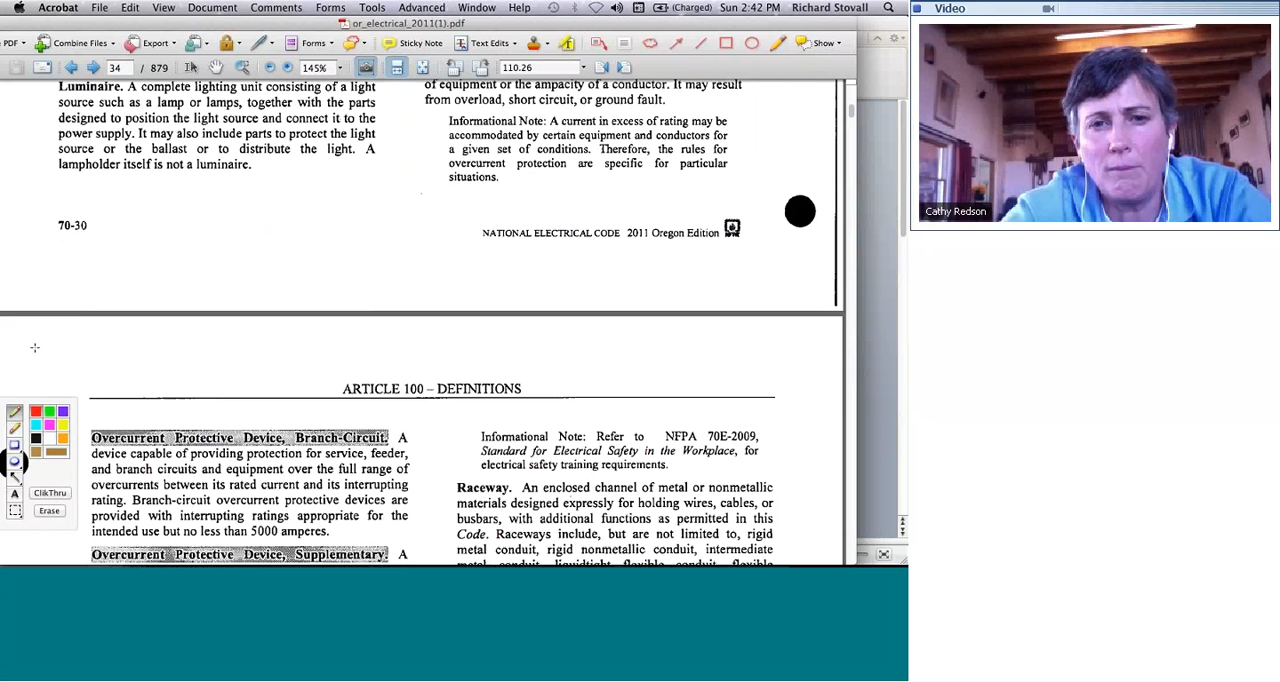 Acrobat File Edit View Document Comments Forms Tools Advanced Window Help (Charged) Sun 2:42 PM Richard Stovall
or_electrical_2011(1).pdf
PDF Combine Files Export Forms Sticky Note Text Edits Show
34 / 879 145% 110.26
Luminaire. A complete lighting unit consisting of a light
source such as a lamp or lamps, together with the parts
designed to position the light source and connect it to the
power supply. It may also include parts to protect the light
source or the ballast or to distribute the light. A
lampholder itself is not a luminaire.
70-30
of equipment or the ampacity of a conductor. It may result
from overload, short circuit, or ground fault.
Informational Note: A current in excess of rating may be
accommodated by certain equipment and conductors for
a given set of conditions. Therefore, the rules for
overcurrent protection are specific for particular
situations.
NATIONAL ELECTRICAL CODE 2011 Oregon Edition
ARTICLE 100 – DEFINITIONS
Overcurrent Protective Device, Branch-Circuit. A
device capable of providing protection for service, feeder,
and branch circuits and equipment over the full range of
overcurrents between its rated current and its interrupting
rating. Branch-circuit overcurrent protective devices are
provided with interrupting ratings appropriate for the
intended use but no less than 5000 amperes.
Overcurrent Protective Device, Supplementary. A
Informational Note: Refer to NFPA 70E-2009,
Standard for Electrical Safety in the Workplace, for
electrical safety training requirements.
Raceway. An enclosed channel of metal or nonmetallic
materials designed expressly for holding wires, cables, or
busbars, with additional functions as permitted in this
Code. Raceways include, but are not limited to, rigid
metal conduit, rigid nonmetallic conduit, intermediate
metal conduit, liquidtight flexible conduit, flexible
A
ClikThru
Erase
Video
Cathy Redson